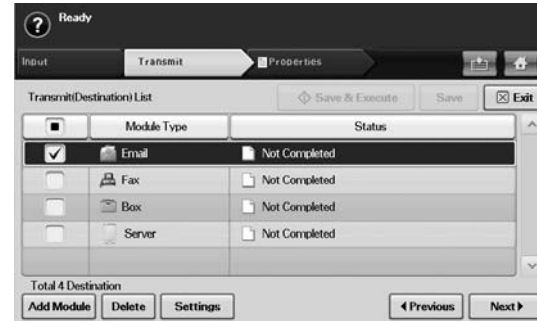 Ready
Input Transmit Properties
Transmit(Destination) List Save & Execute Save Exit
Module Type Status
Email Not Completed
Fax Not Completed
Box Not Completed
Server Not Completed
Total 4 Destination
Add Module Delete Settings Previous Next